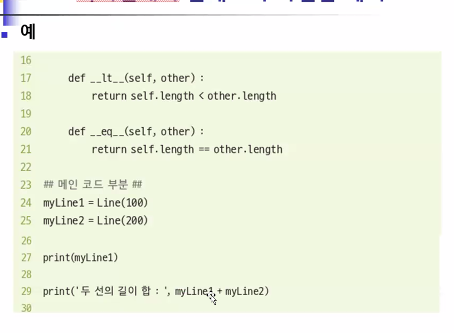 예
16
17 def __lt__(self, other) :
18 return self.length < other.length
19
20 def __eq__(self, other) :
21 return self.length == other.length
22
23 ## 메인 코드 부분 ##
24 myLine1 = Line(100)
25 myLine2 = Line(200)
26
27 print(myLine1)
28
29 print('두 선의 길이 합 : ', myLine1 + myLine2)
30